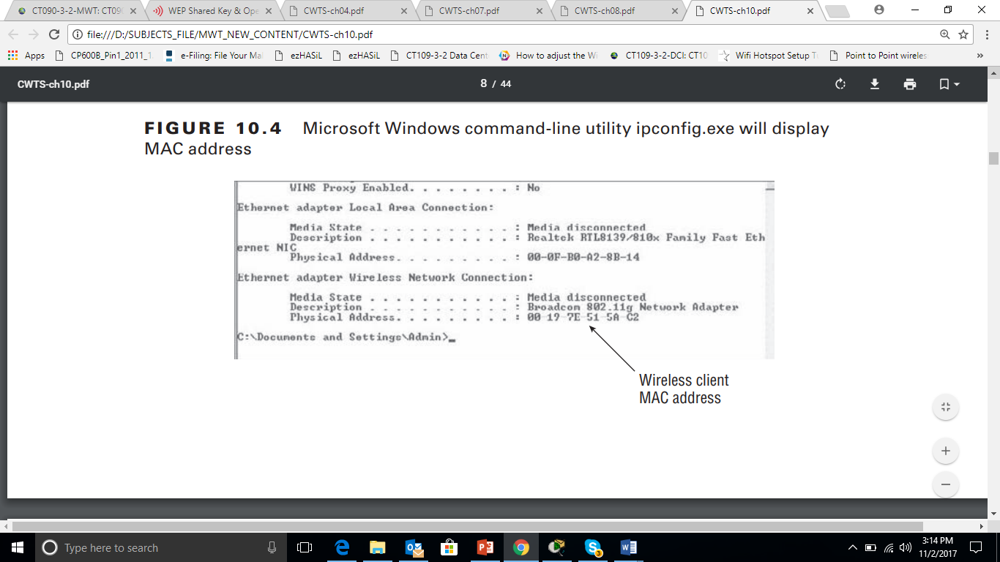 CT090-3-2-MWT: CT09
WEP Shared Key & Ope
CWTS-ch04.pdf
CWTS-ch07.pdf
CWTS-ch08.pdf
CWTS-ch10.pdf
file:///D:/SUBJECTS_FILE/MWT_NEW_CONTENT/CWTS-ch10.pdf
Apps
CP600B_Pin1_2011_1
e-Filing: File Your Ma
ezHASiL
ezHASiL
CT109-3-2 Data Cent
How to adjust the Wi
CT109-3-2-DCI: CT10
Wifi Hotspot Setup T
Point to Point wireles
»
CWTS-ch10.pdf
8 / 44
FIGURE 10.4 Microsoft Windows command-line utility ipconfig.exe will display
MAC address
WINS Proxy Enabled. . . . . . . . : No
Ethernet adapter Local Area Connection:
Media State . . . . . . . . . . . : Media disconnected
Description . . . . . . . . . . . : Realtek RTL8139/810x Family Fast Eth
ernet NIC
Physical Address. . . . . . . . . : 00-0F-B0-A2-8B-14
Ethernet adapter Wireless Network Connection:
Media State . . . . . . . . . . . : Media disconnected
Description . . . . . . . . . . . : Broadcom 802.11g Network Adapter
Physical Address. . . . . . . . . : 00-19-7E-51-5A-C2
C:\Documents and Settings\Admin>_
Wireless client
MAC address
Type here to search
3:14 PM
11/2/2017